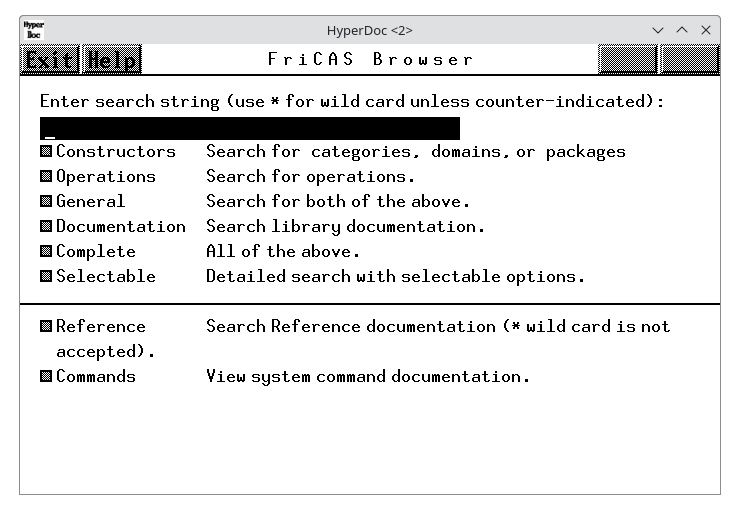 Hyper
Doc
HyperDoc <2>
Exit Help FriCAS Browser
Enter search string (use * for wild card unless counter-indicated):
Constructors Search for categories, domains, or packages
Operations Search for operations.
General Search for both of the above.
Documentation Search library documentation.
Complete All of the above.
Selectable Detailed search with selectable options.
Reference Search Reference documentation (* wild card is not
accepted).
Commands View system command documentation.